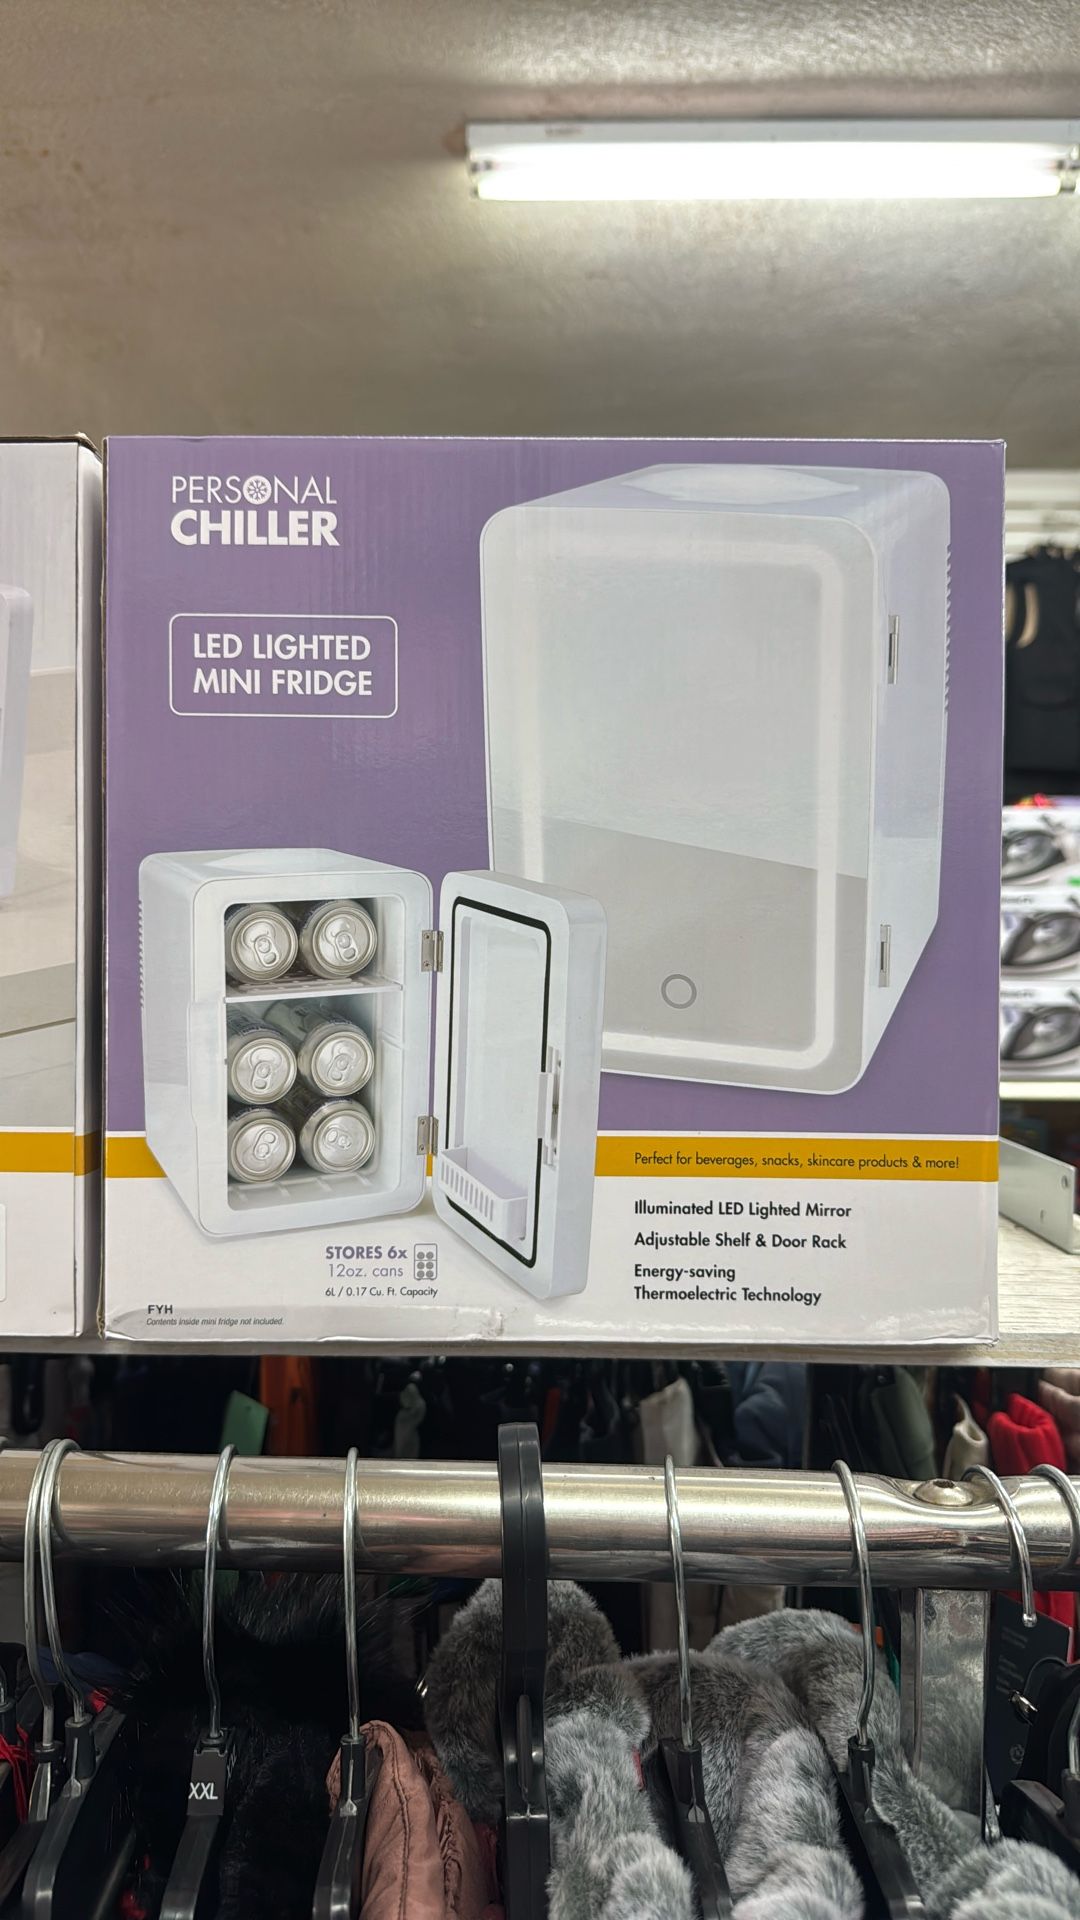 PERSONAL
CHILLER
LED LIGHTED
MINI FRIDGE
Perfect for beverages, snacks, skincare products & more!
Illuminated LED Lighted Mirror
Adjustable Shelf & Door Rack
Energy-saving
Thermoelectric Technology
STORES 6x
12oz. cans
6L / 0.17 Cu. Ft. Capacity
FYH
Contents inside mini fridge not included.
XXL